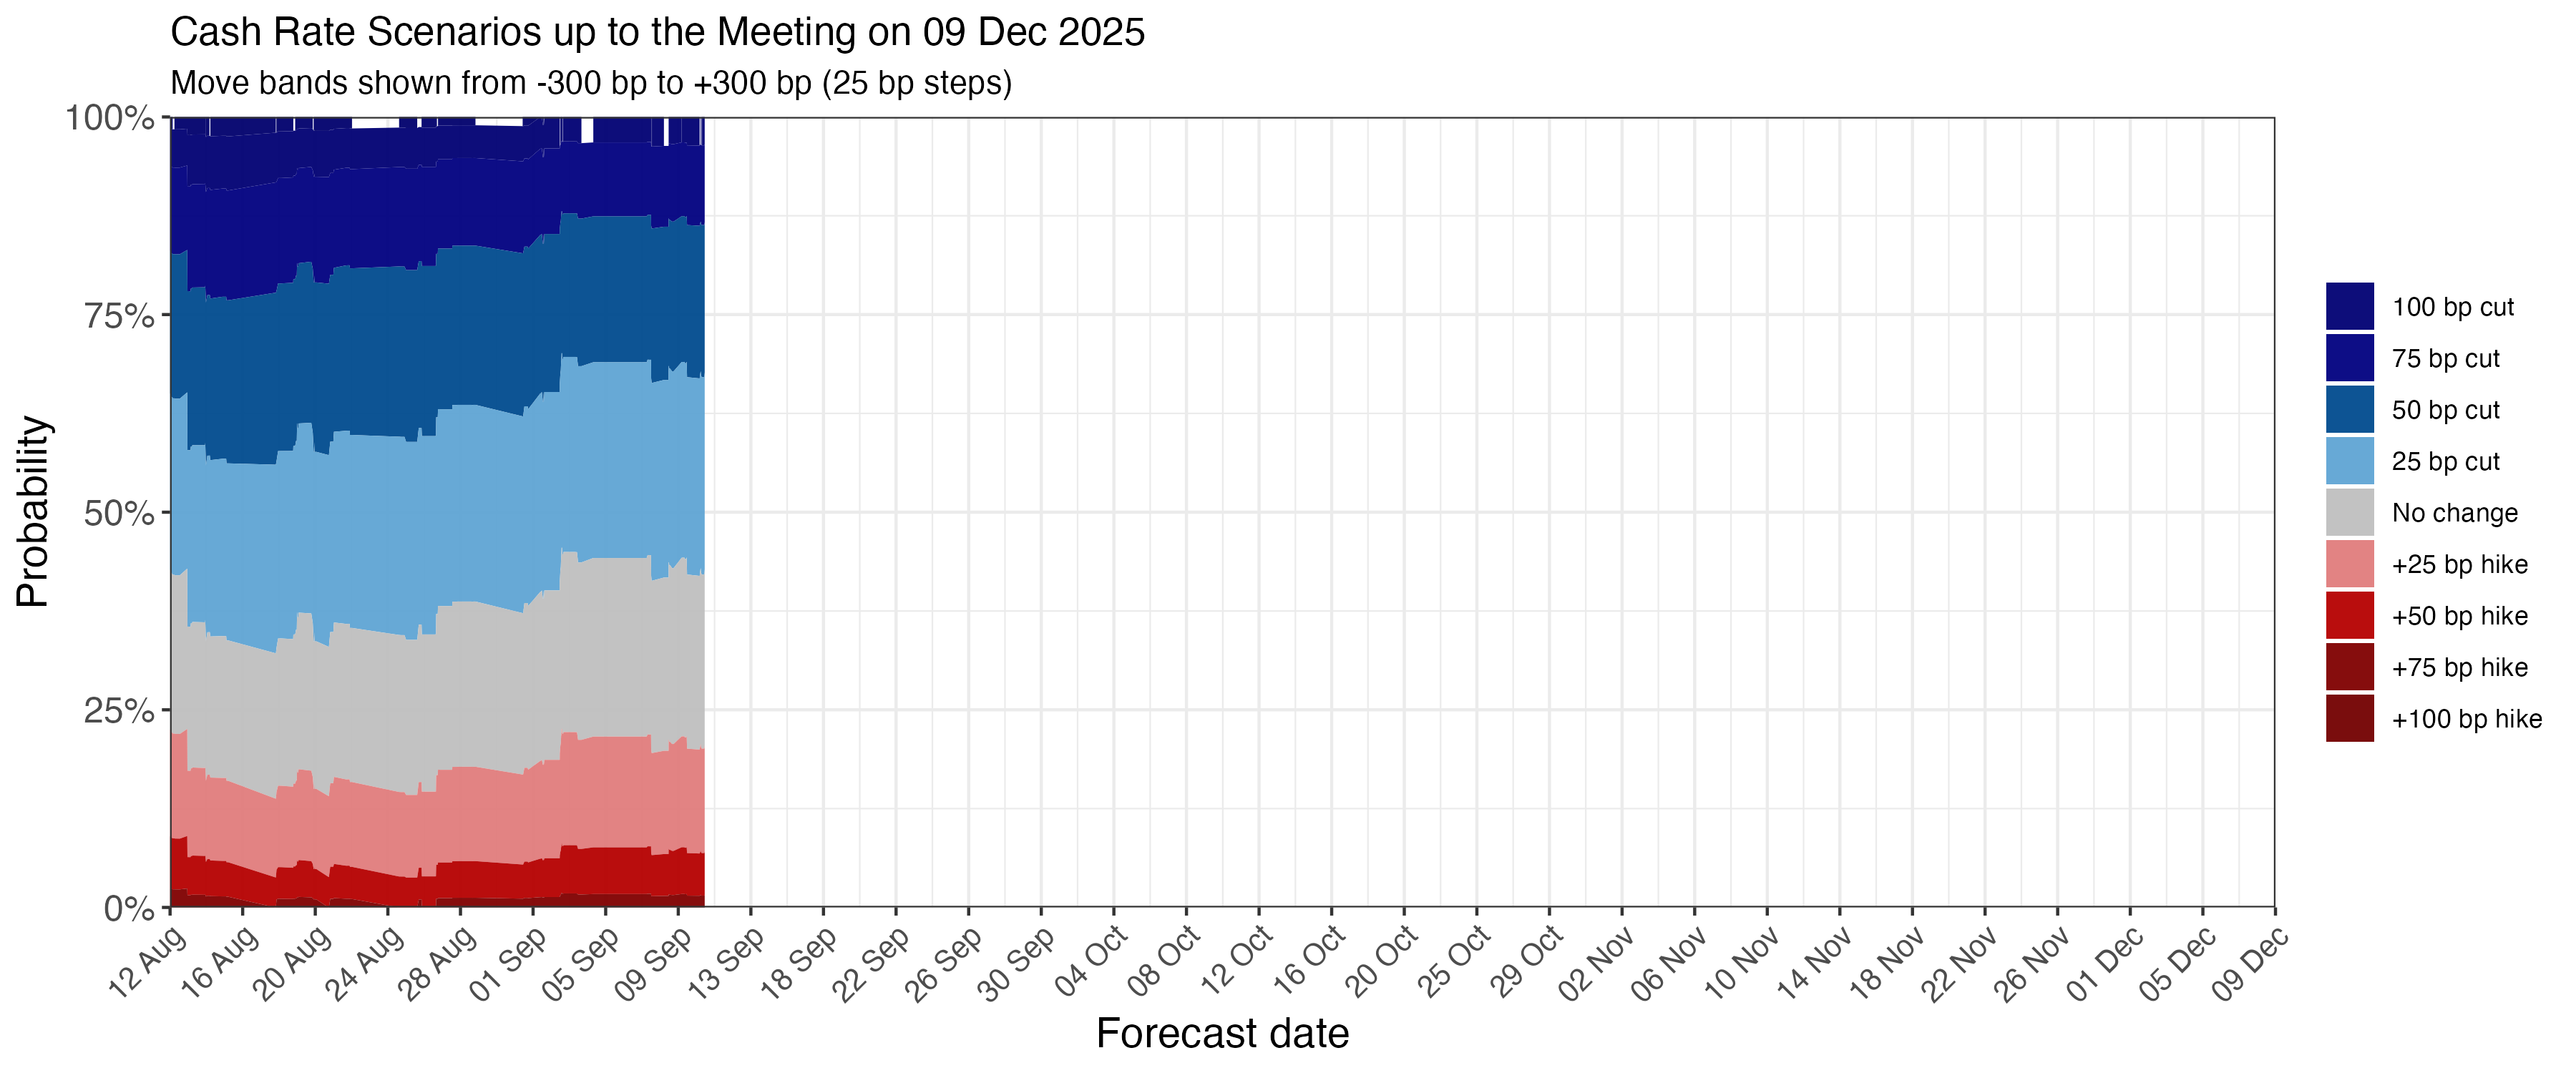 Cash Rate Scenarios up to the Meeting on 09 Dec 2025
Move bands shown from -300 bp to +300 bp (25 bp steps)
Probability
100%
75%
50%
25%
0%
12 Aug
16 Aug
20 Aug
24 Aug
28 Aug
01 Sep
05 Sep
09 Sep
13 Sep
18 Sep
22 Sep
26 Sep
30 Sep
04 Oct
08 Oct
12 Oct
16 Oct
20 Oct
25 Oct
29 Oct
02 Nov
06 Nov
10 Nov
14 Nov
18 Nov
22 Nov
26 Nov
01 Dec
05 Dec
09 Dec
Forecast date
100 bp cut
75 bp cut
50 bp cut
25 bp cut
No change
+25 bp hike
+50 bp hike
+75 bp hike
+100 bp hike